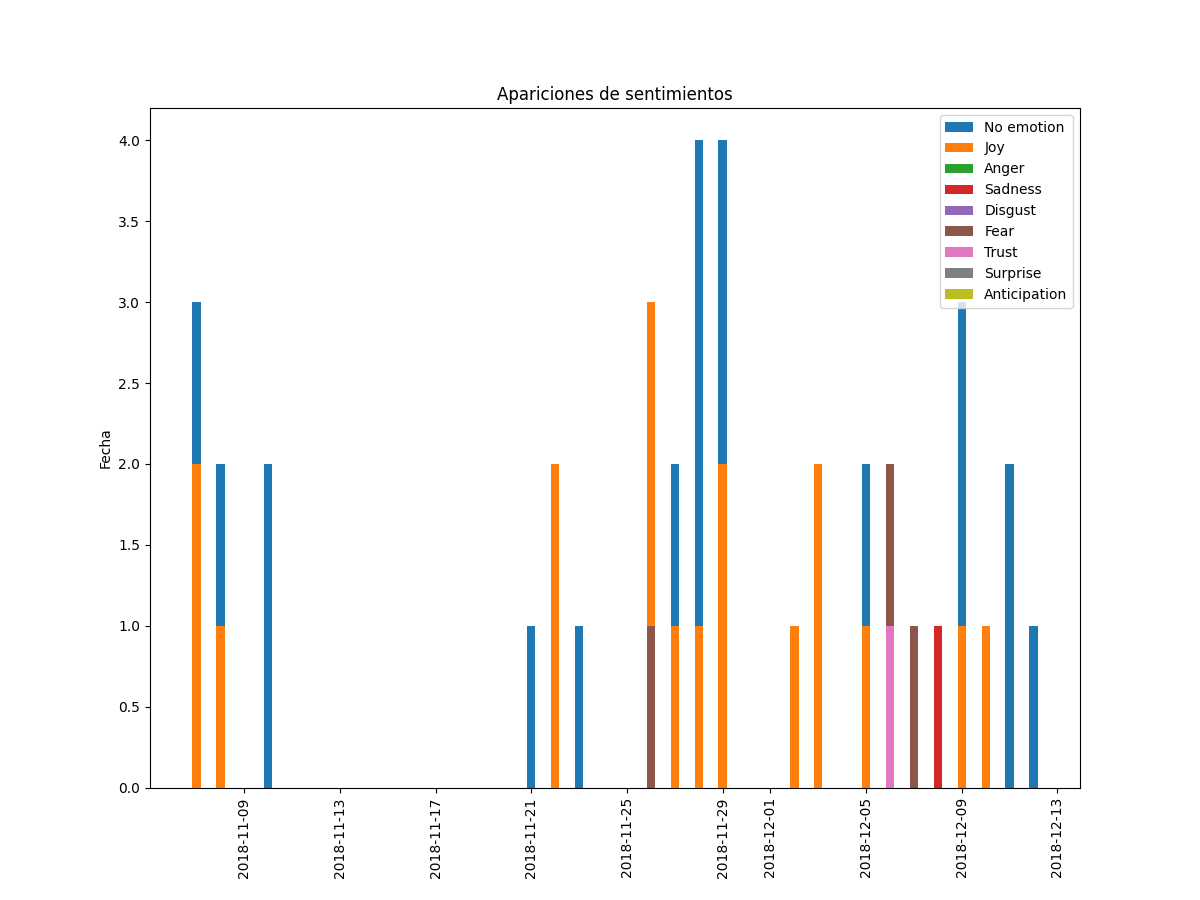 Apariciones de sentimientos
4.0
3.5
3.0
2.5
2.0
1.5
1.0
0.5
0.0
Fecha
No emotion
Joy
Anger
Sadness
Disgust
Fear
Trust
Surprise
Anticipation
2018-11-09
2018-11-13
2018-11-17
2018-11-21
2018-11-25
2018-11-29
2018-12-01
2018-12-05
2018-12-09
2018-12-13